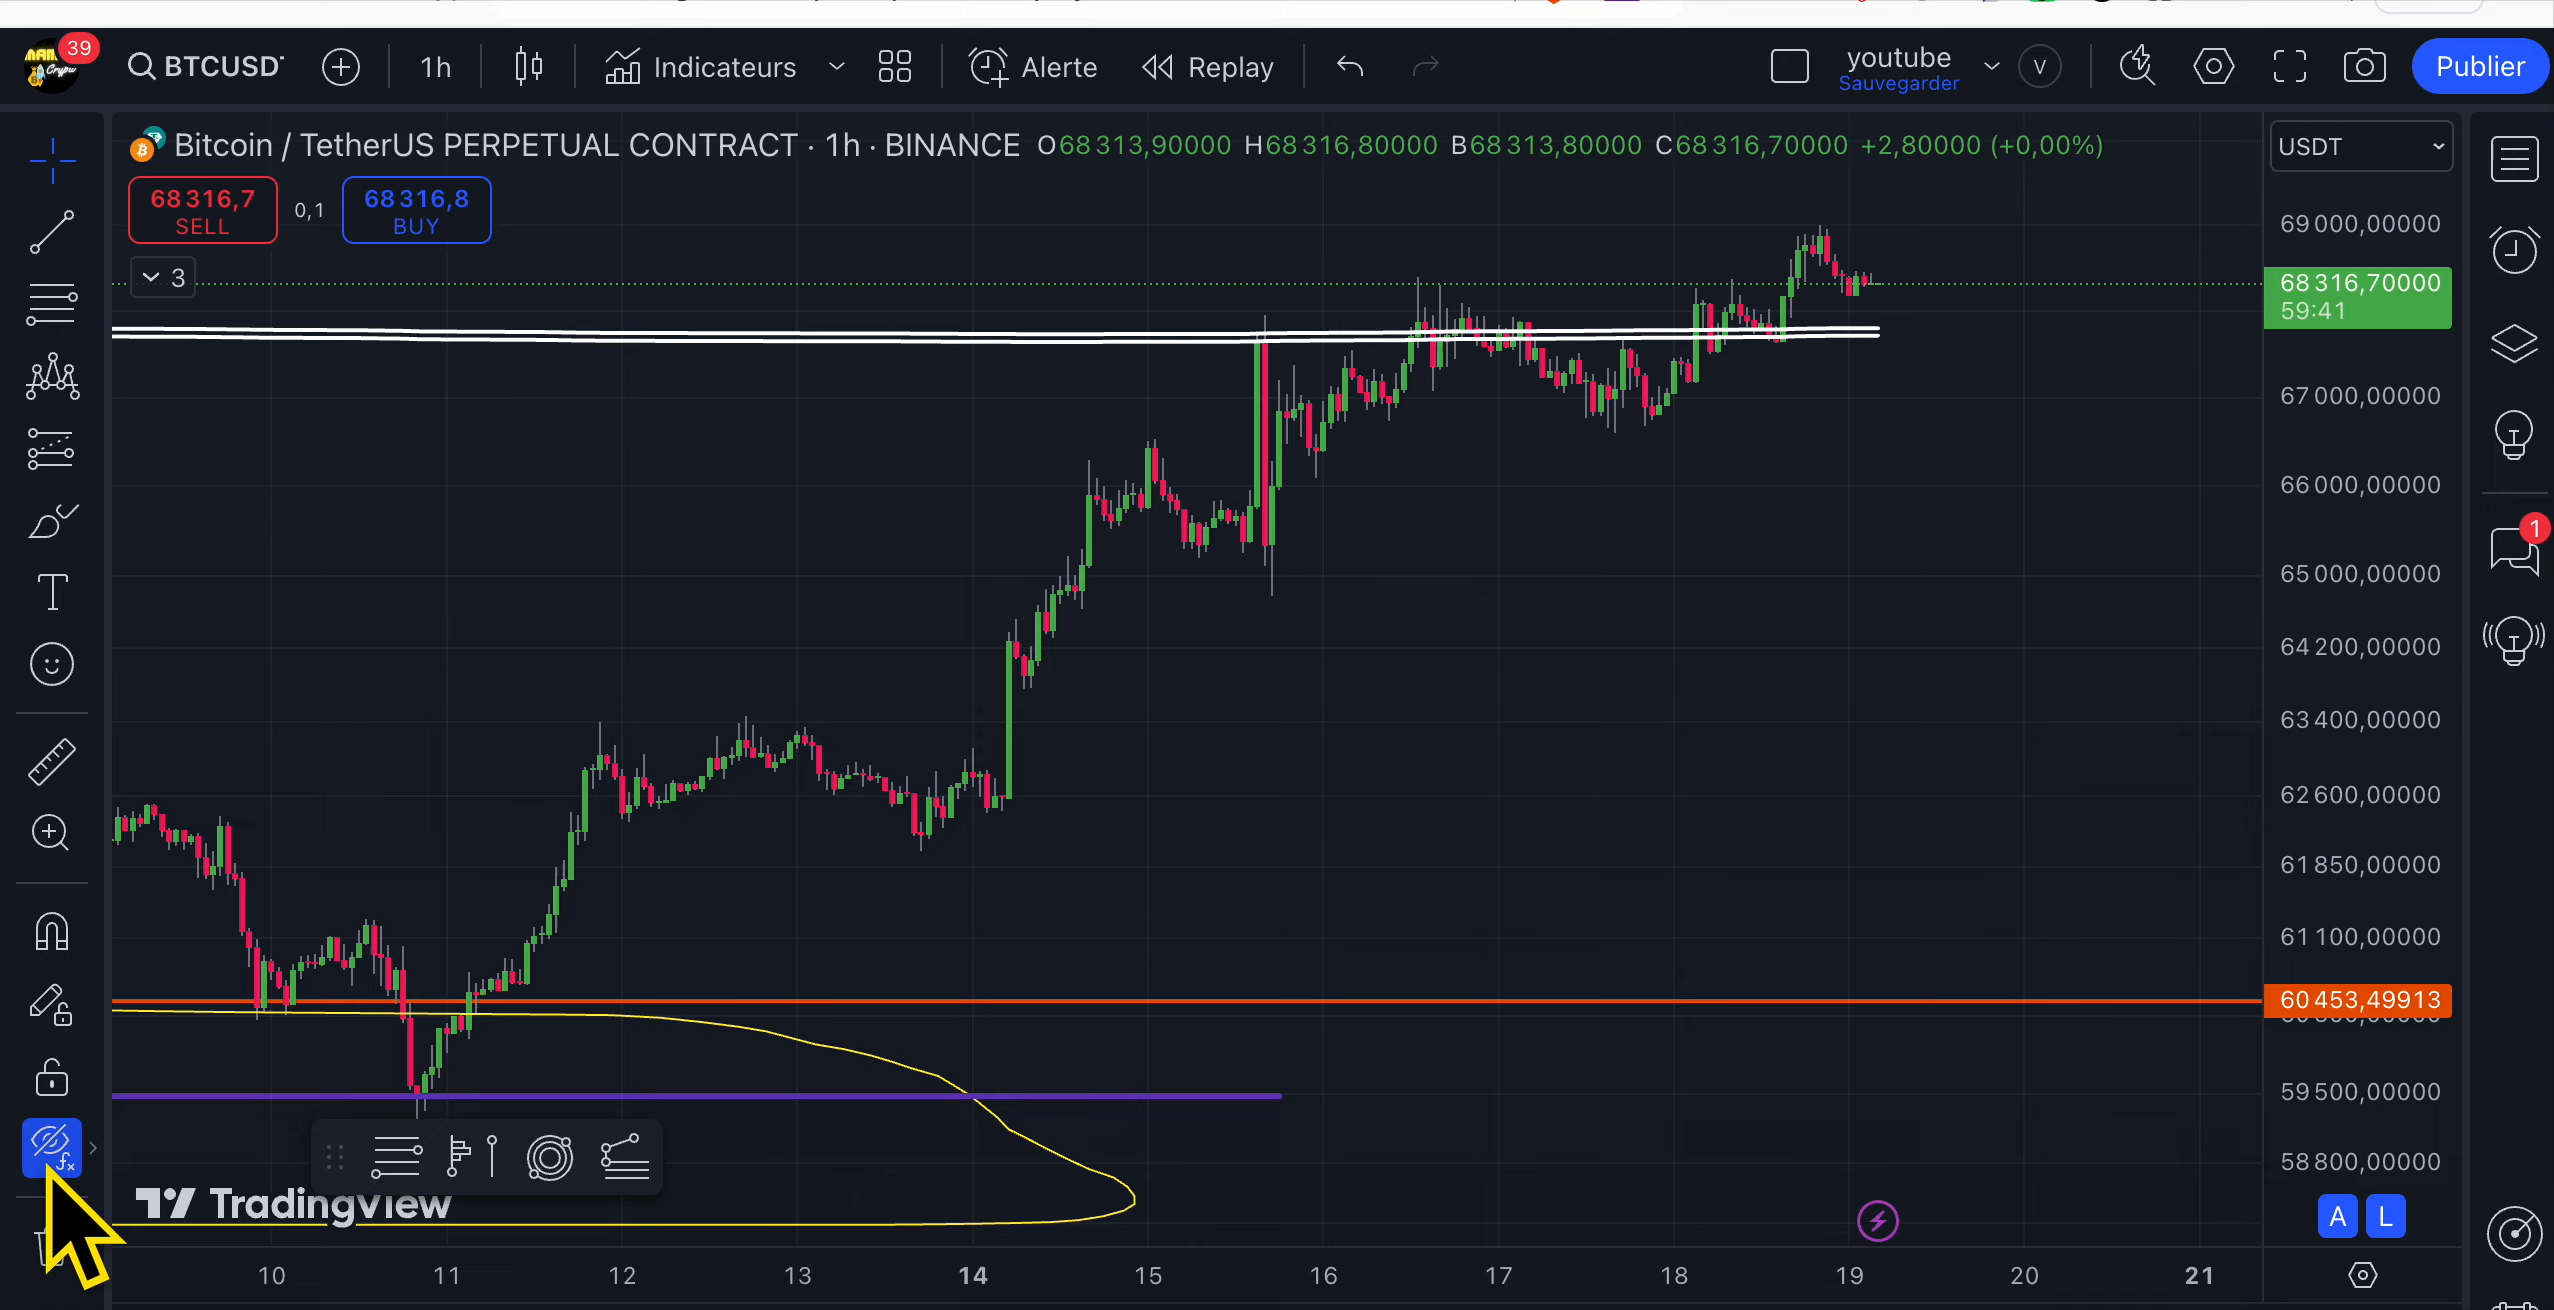 39
BTCUSDT
1h
Indicateurs
Alerte
Replay
youtube
Sauvegarder
V
Publier
Bitcoin / TetherUS PERPETUAL CONTRACT · 1h · BINANCE O68 313,90000 H68 316,80000 B68 313,80000 C68 316,70000 +2,80000 (+0,00%)
USDT
68 316,7
SELL
0,1
68 316,8
BUY
3
69 000,00000
68 316,70000
59:41
67 000,00000
66 000,00000
65 000,00000
64 200,00000
63 400,00000
62 600,00000
61 850,00000
61 100,00000
60 453,49913
59 500,00000
58 800,00000
1
TradingView
A
L
10
11
12
13
14
15
16
17
18
19
20
21